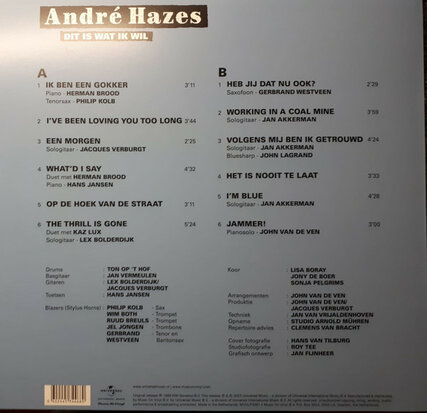 André Hazes
DIT IS WAT IK WIL
A
1 IK BEN EEN GOKKER 3'11
Piano - HERMAN BROOD
Tenorsax - PHILIP KOLB
2 I'VE BEEN LOVING YOU TOO LONG 3'44
3 EEN MORGEN 2'25
Sologitaar - JACQUES VERBURGT
4 WHAT'D I SAY 4'32
Duet met HERMAN BROOD
Piano - HANS JANSEN
5 OP DE HOEK VAN DE STRAAT 3'11
6 THE THRILL IS GONE 5'24
Duet met KAZ LUX
Sologitaar - LEX BOLDERDIJK
B
1 HEB JIJ DAT NU OOK? 2'29
Saxofoon - GERBRAND WESTVEEN
2 WORKING IN A COAL MINE 3'59
Sologitaar - JAN AKKERMAN
3 VOLGENS MIJ BEN IK GETROUWD 4'24
Sologitaar - JAN AKKERMAN
Bluesharp - JOHN LAGRAND
4 HET IS NOOIT TE LAAT 3'33
5 I'M BLUE 4'28
Sologitaar - JAN AKKERMAN
6 JAMMER! 3'00
Pianosolo - JOHN VAN DE VEN
Drums : TON OP 'T HOF
Basgitaar : JAN VERMEULEN
Gitaren : LEX BOLDERDIJK/
JACQUES VERBURGT
Toetsen : HANS JANSEN
Blazers (Stylus Horns) : PHILIP KOLB - Sax
WIM BOTH - Trompet
RUUD BREULS - Trompet
JEL JONGEN - Trombone
GERBRAND - Tenor en
WESTVEEN Baritonsax
Koor : LISA BORAY
JONY DE BOER
SONJA PELGRIMS
Arrangementen : JOHN VAN DE VEN
Produktie : JOHN VAN DE VEN/
JACQUES VERBURGT
Techniek : JAN VAN VRIJALDENHOVEN
Opname : STUDIO ARNOLD MÜHREN
Repertoire advies : CLEMENS VAN BRACHT
Cover fotografie : HANS VAN TILBURG
Studiofotografie : ROY TEE
Grafisch ontwerp : JAN FIJNHEER
UNIVERSAL